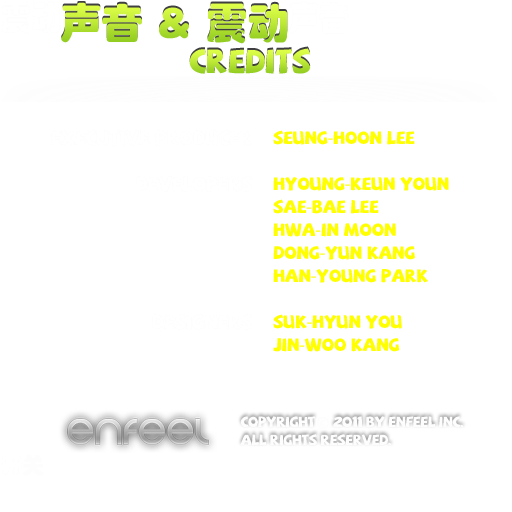 声音 & 震动
CREDITS
SEUNG-HOON LEE
HYOUNG-KEUN YOUN
SAE-BAE LEE
HWA-IN MOON
DONG-YUN KANG
HAN-YOUNG PARK
SUK-HYUN YOU
JIN-WOO KANG
enfeel
COPYRIGHT 2011 BY ENFEEL,INC.
ALL RIGHTS RESERVED.